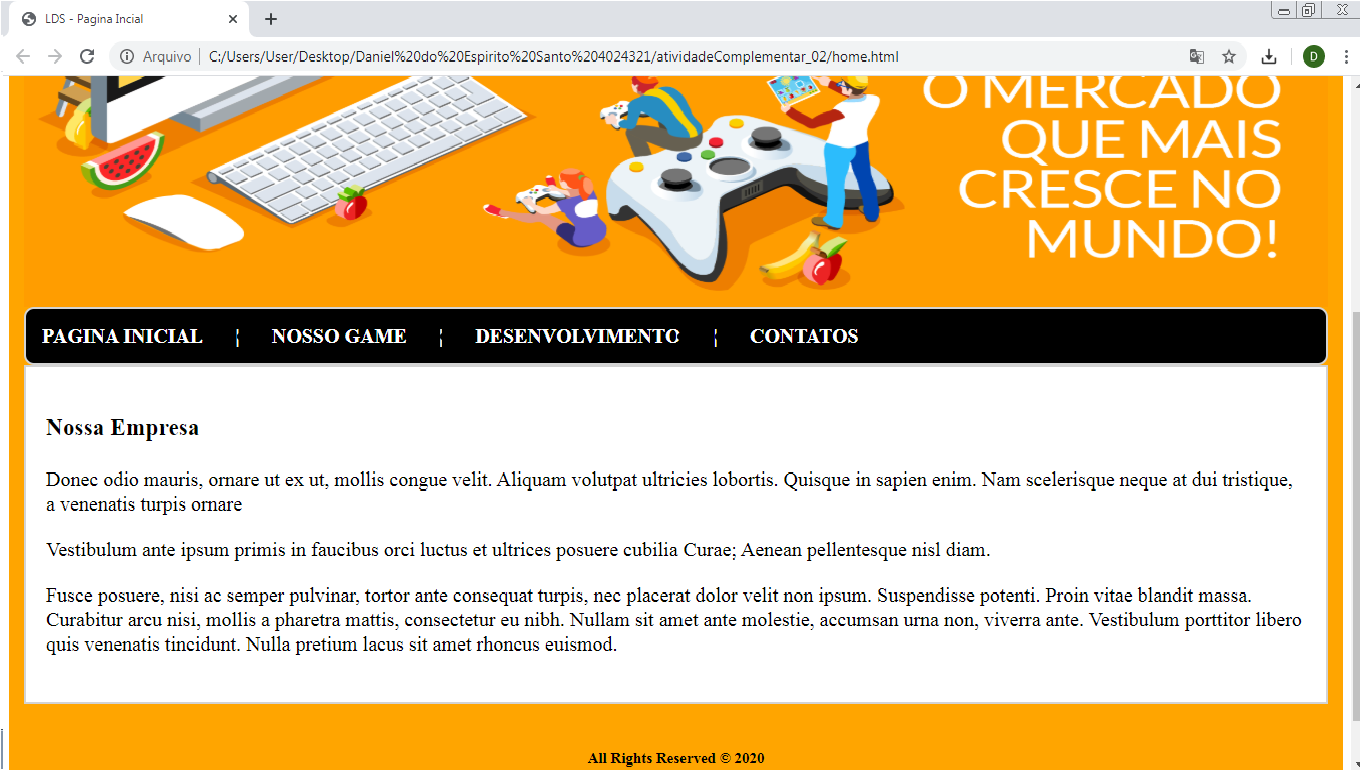 LDS - Pagina Incial
Arquivo
C:/Users/User/Desktop/Daniel%20do%20Espirito%20Santo%204024321/atividadeComplementar_02/home.html
D
O MERCADO
QUE MAIS
CRESCE NO
MUNDO!
PAGINA INICIAL ¦ NOSSO GAME ¦ DESENVOLVIMENTO ¦ CONTATOS
Nossa Empresa
Donec odio mauris, ornare ut ex ut, mollis congue velit. Aliquam volutpat ultricies lobortis. Quisque in sapien enim. Nam scelerisque neque at dui tristique,
a venenatis turpis ornare
Vestibulum ante ipsum primis in faucibus orci luctus et ultrices posuere cubilia Curae; Aenean pellentesque nisl diam.
Fusce posuere, nisi ac semper pulvinar, tortor ante consequat turpis, nec placerat dolor velit non ipsum. Suspendisse potenti. Proin vitae blandit massa.
Curabitur arcu nisi, mollis a pharetra mattis, consectetur eu nibh. Nullam sit amet ante molestie, accumsan urna non, viverra ante. Vestibulum porttitor libero
quis venenatis tincidunt. Nulla pretium lacus sit amet rhoncus euismod.
All Rights Reserved © 2020